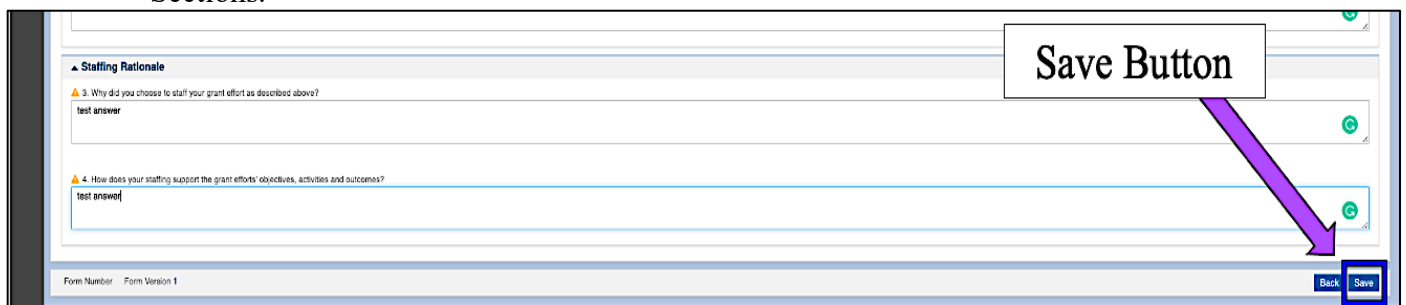 Sections.
Save Button
▲ Staffing Rationale
3. Why did you choose to staff your grant effort as described above?
test answer
4. How does your staffing support the grant efforts' objectives, activities and outcomes?
test answer
Form Number Form Version 1
Back Save